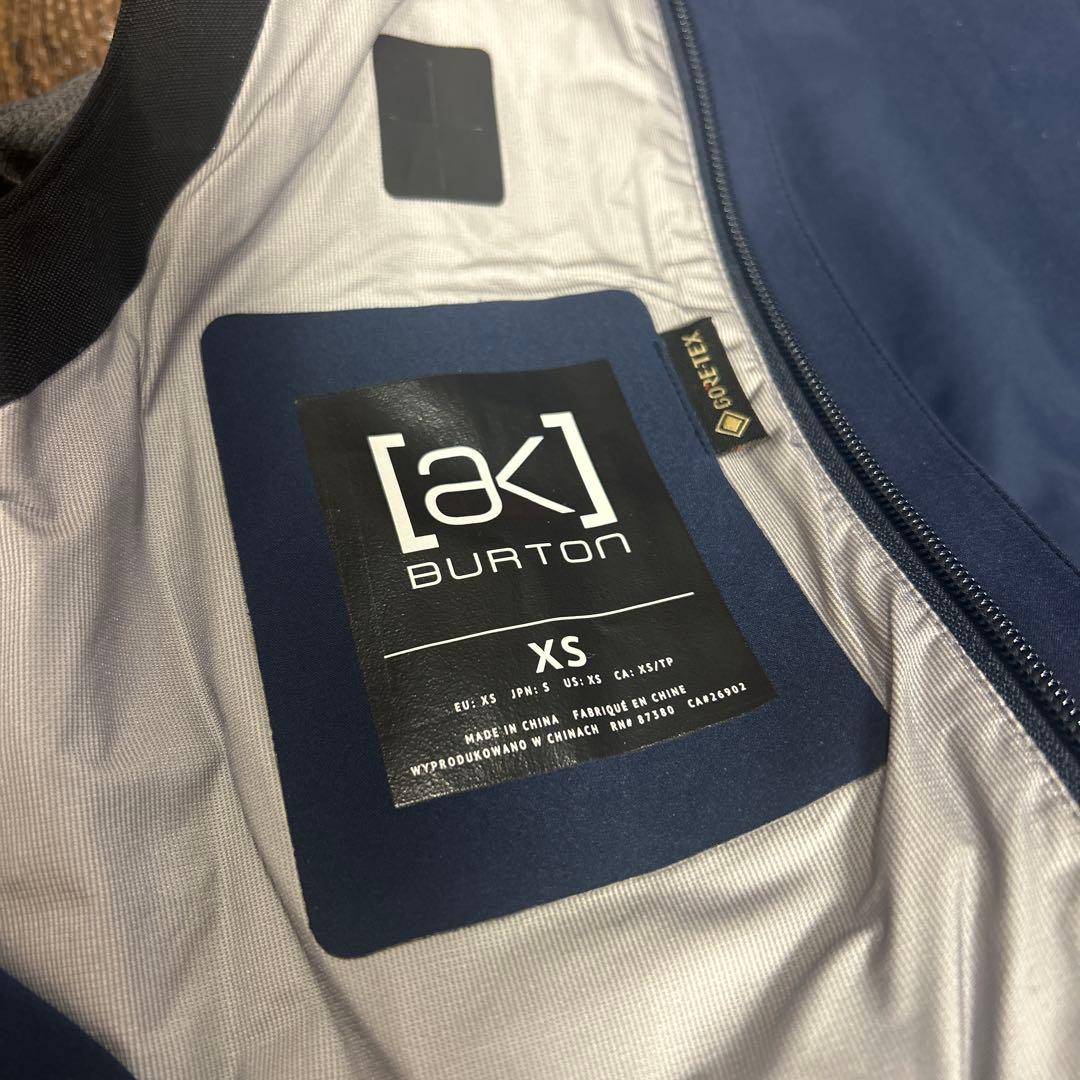 GORE-TEX
[ak]
BURTON
XS
EU: XS JPN: S US: XS CA: XS/TP
MADE IN CHINA FABRIQUÉ EN CHINE
WYPRODUKOWANO W CHINACH RN# 87380 CA#26902